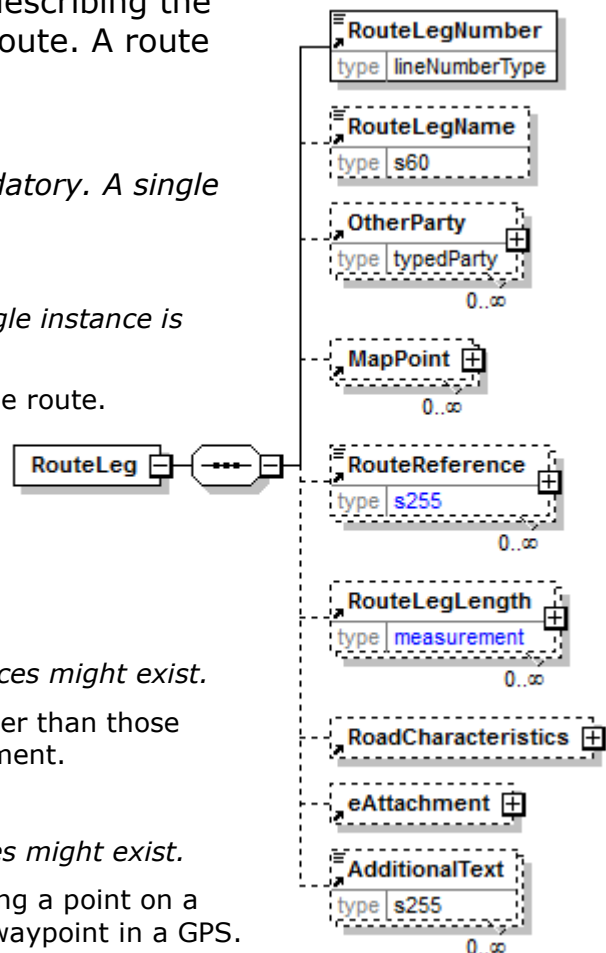 describing the
oute. A route
datory. A single
gle instance is
e route.
ces might exist.
er than those
ment.
es might exist.
ng a point on a
waypoint in a GPS.
RouteLeg
RouteLegNumber
type lineNumberType
RouteLegName
type s60
OtherParty
type typedParty
0..∞
MapPoint
0..∞
RouteReference
type s255
0..∞
RouteLegLength
type measurement
0..∞
RoadCharacteristics
eAttachment
AdditionalText
type s255
0..∞